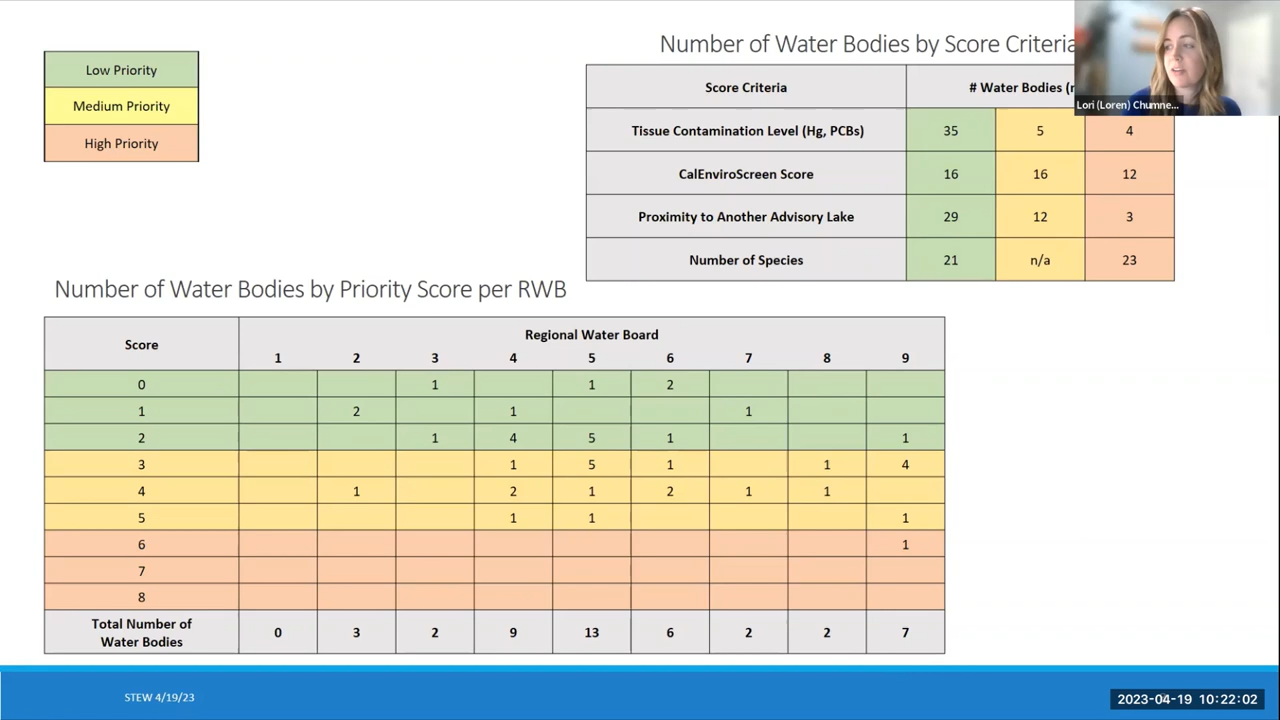 Low Priority
Medium Priority
High Priority
Number of Water Bodies by Score Criteria
Score Criteria # Water Bodies
Lori (Loren) Chumne...
Tissue Contamination Level (Hg, PCBs) 35 5 4
CalEnviroScreen Score 16 16 12
Proximity to Another Advisory Lake 29 12 3
Number of Species 21 n/a 23
Number of Water Bodies by Priority Score per RWB
Score Regional Water Board
1 2 3 4 5 6 7 8 9
0 1 1 2
1 2 1 1
2 1 4 5 1 1
3 1 5 1 1 4
4 1 2 1 2 1 1
5 1 1 1
6 1
7
8
Total Number of
Water Bodies 0 3 2 9 13 6 2 2 7
STEW 4/19/23
2023-04-19 10:22:02